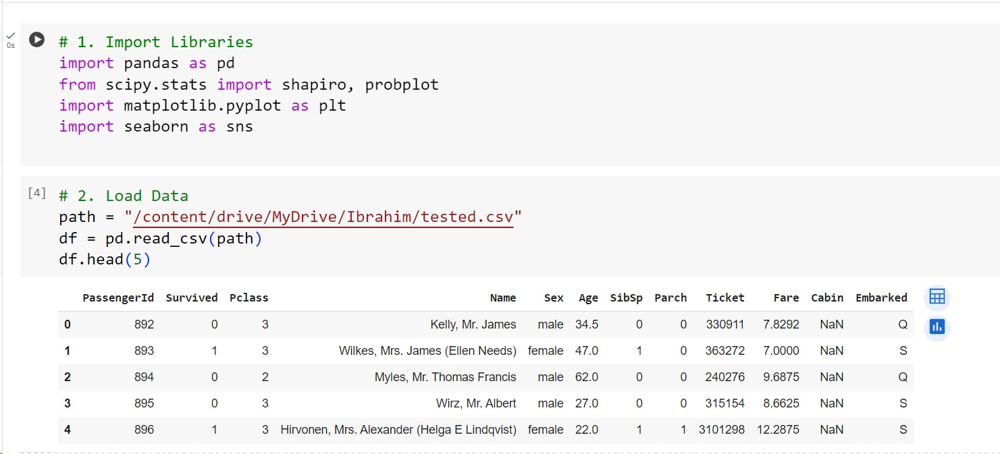 0s
# 1. Import Libraries
import pandas as pd
from scipy.stats import shapiro, probplot
import matplotlib.pyplot as plt
import seaborn as sns
[4]
# 2. Load Data
path = "/content/drive/MyDrive/Ibrahim/tested.csv"
df = pd.read_csv(path)
df.head(5)
PassengerId Survived Pclass Name Sex Age SibSp Parch Ticket Fare Cabin Embarked
0 892 0 3 Kelly, Mr. James male 34.5 0 0 330911 7.8292 NaN Q
1 893 1 3 Wilkes, Mrs. James (Ellen Needs) female 47.0 1 0 363272 7.0000 NaN S
2 894 0 2 Myles, Mr. Thomas Francis male 62.0 0 0 240276 9.6875 NaN Q
3 895 0 3 Wirz, Mr. Albert male 27.0 0 0 315154 8.6625 NaN S
4 896 1 3 Hirvonen, Mrs. Alexander (Helga E Lindqvist) female 22.0 1 1 3101298 12.2875 NaN S